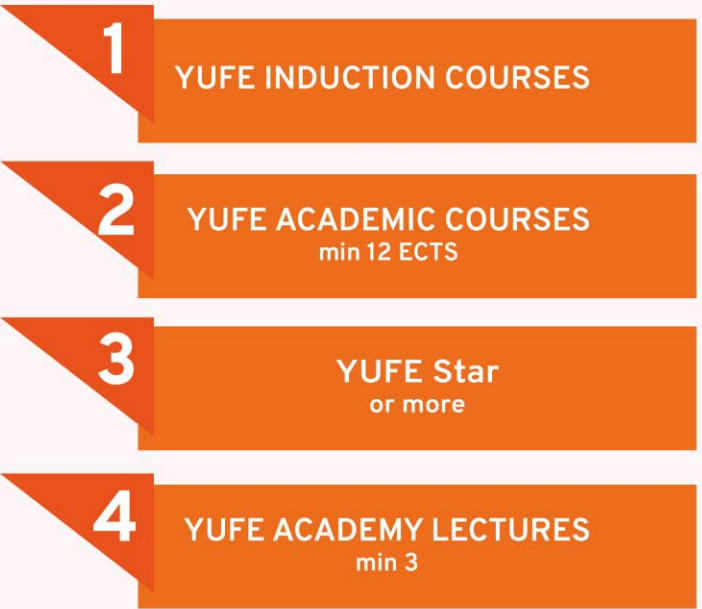 1
YUFE INDUCTION COURSES
2
YUFE ACADEMIC COURSES
min 12 ECTS
3
YUFE Star
or more
4
YUFE ACADEMY LECTURES
min 3